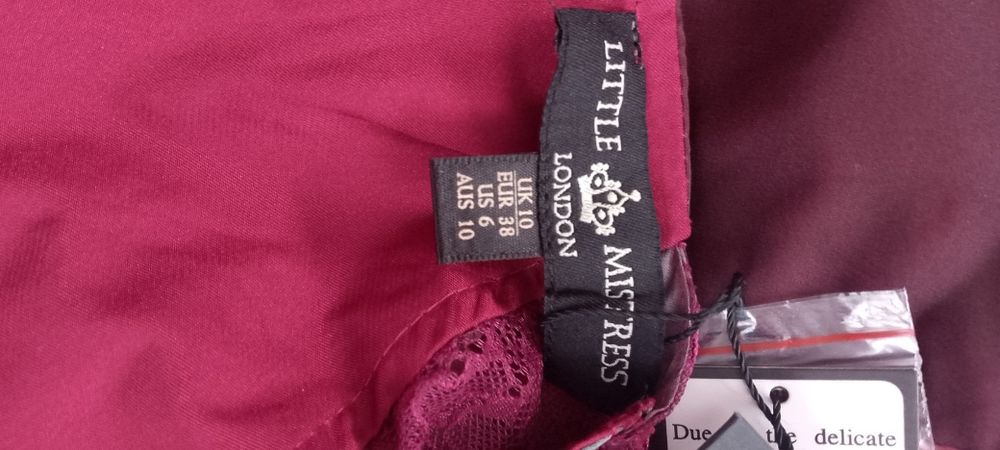 LITTLE MISTRESS
LONDON
UK 10
EUR 38
US 6
AUS 10
Due the delicate